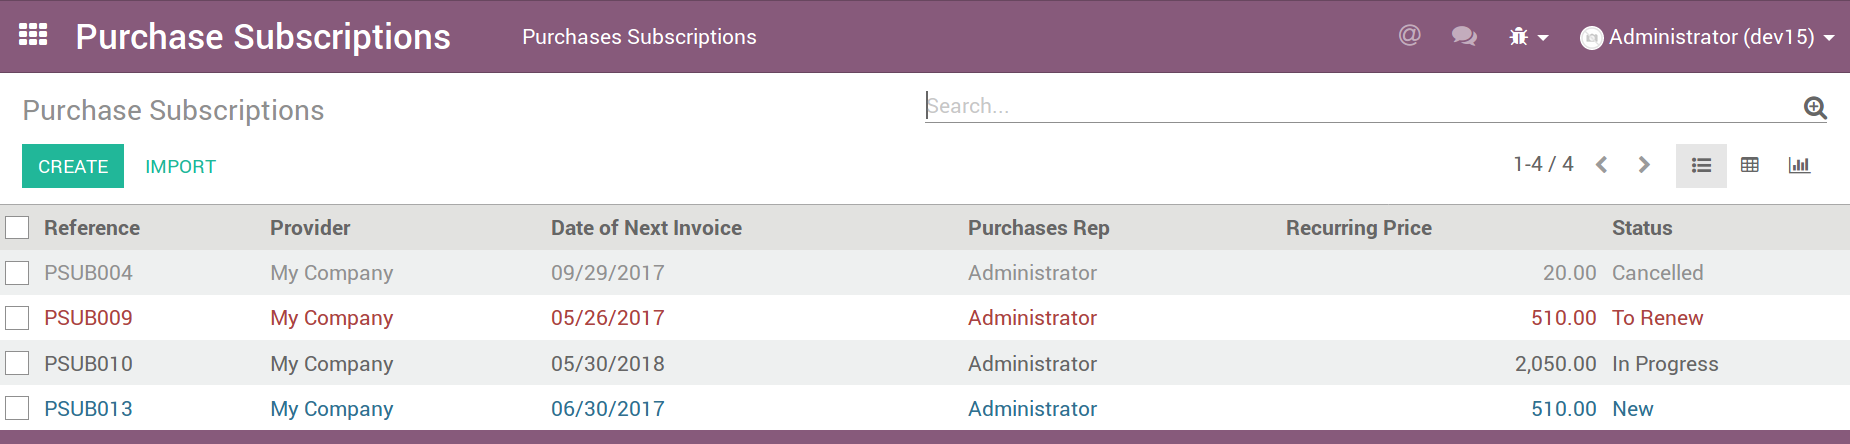 Purchase Subscriptions Purchases Subscriptions @ Administrator (dev15)
Purchase Subscriptions Search...
CREATE IMPORT 1-4 / 4
Reference Provider Date of Next Invoice Purchases Rep Recurring Price Status
PSUB004 My Company 09/29/2017 Administrator 20.00 Cancelled
PSUB009 My Company 05/26/2017 Administrator 510.00 To Renew
PSUB010 My Company 05/30/2018 Administrator 2,050.00 In Progress
PSUB013 My Company 06/30/2017 Administrator 510.00 New